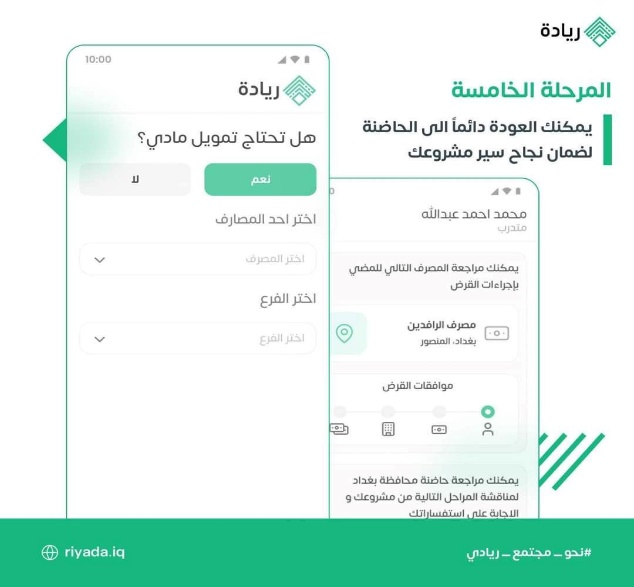 ريادة
المرحلة الخامسة
يمكنك العودة دائماً الى الحاضنة
لضمان نجاح سير مشروعك
10:00
ريادة
هل تحتاج تمويل مادي؟
نعم
لا
اختر احد المصارف
اختر المصرف
اختر الفرع
اختر الفرع
محمد احمد عبدالله
متدرب
يمكنك مراجعة المصرف التالي للمضي
بإجراءات القرض
مصرف الرافدين
بغداد، المنصور
موافقات القرض
يمكنك مراجعة حاضنة محافظة بغداد
لمناقشة المراحل التالية من مشروعك و
الاجابة على استفساراتك
#نحو _ مجتمع _ ريادي
riyada.iq